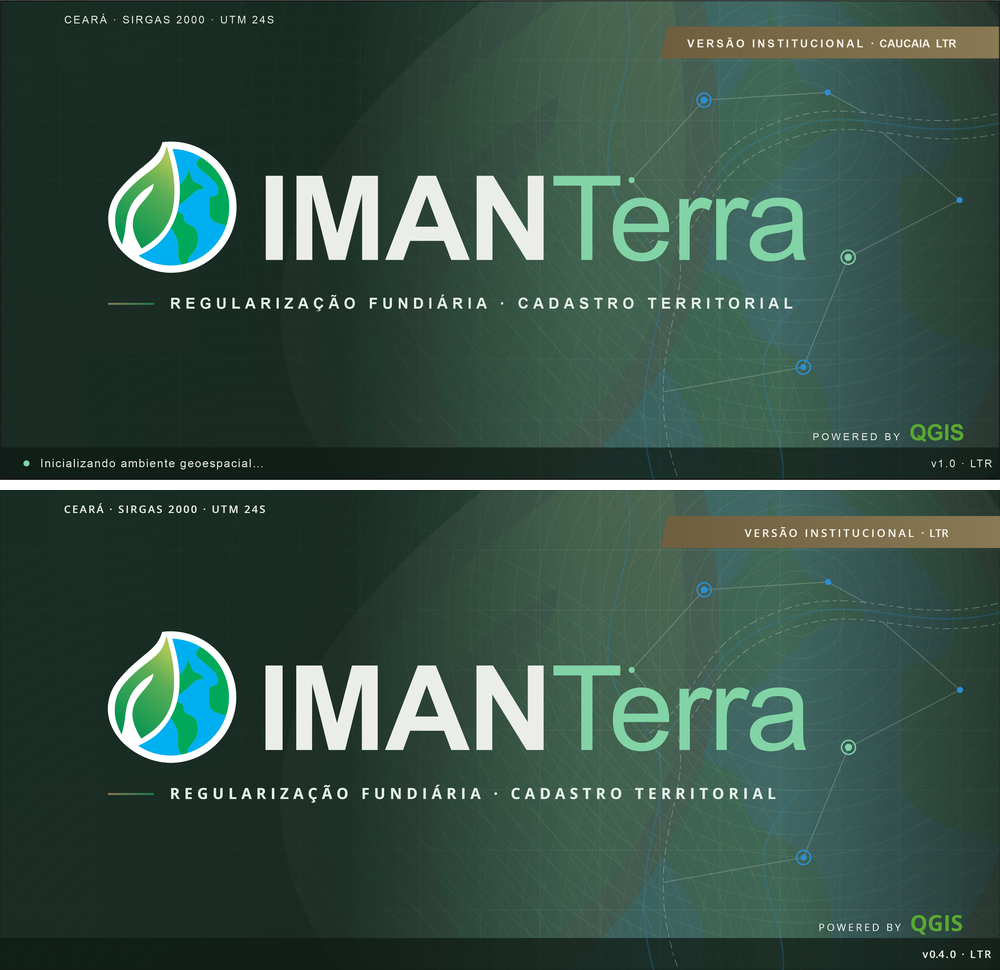 CEARÁ · SIRGAS 2000 · UTM 24S
VERSÃO INSTITUCIONAL · CAUCAIA LTR
IMANTerra
REGULARIZAÇÃO FUNDIÁRIA · CADASTRO TERRITORIAL
POWERED BY QGIS
Inicializando ambiente geoespacial...
v1.0 · LTR
CEARÁ · SIRGAS 2000 · UTM 24S
VERSÃO INSTITUCIONAL · LTR
IMANTerra
REGULARIZAÇÃO FUNDIÁRIA · CADASTRO TERRITORIAL
POWERED BY QGIS
v0.4.0 · LTR